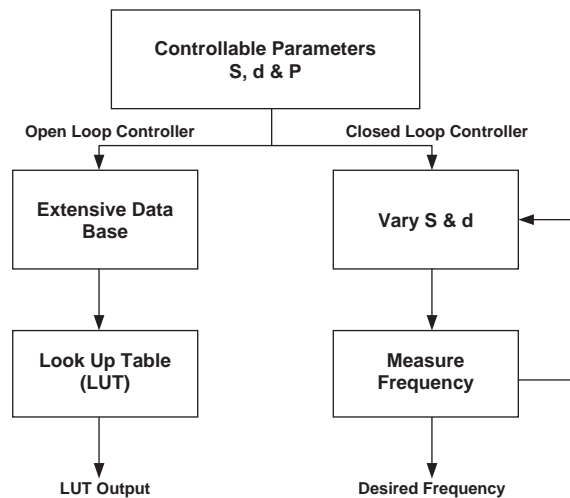 Controllable Parameters
S, d & P
Open Loop Controller
Closed Loop Controller
Extensive Data
Base
Vary S & d
Look Up Table
(LUT)
Measure
Frequency
LUT Output
Desired Frequency